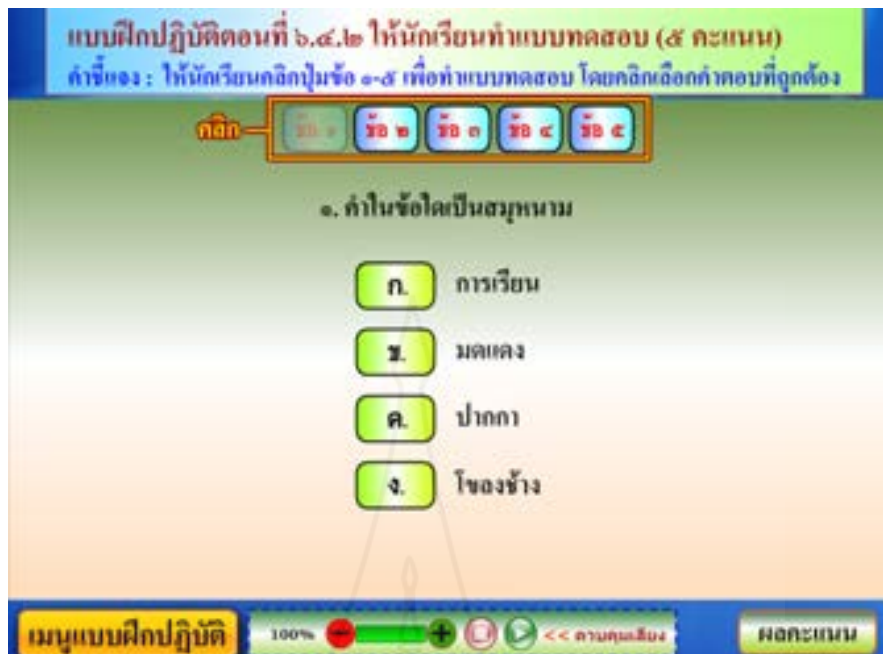 แบบฝึกปฏิบัติตอนที่ ๖.๔.๒ ให้นักเรียนทำแบบทดสอบ (๕ คะแนน)
คำชี้แจง : ให้นักเรียนคลิกปุ่มข้อ ๑-๕ เพื่อทำแบบทดสอบ โดยคลิกเลือกคำตอบที่ถูกต้อง
คลิก ข้อ ๑ ข้อ ๒ ข้อ ๓ ข้อ ๔ ข้อ ๕
๑. คำในข้อใดเป็นสมุหนาม
ก. การเรียน
ข. มดแดง
ค. ปากกา
ง. โขลงช้าง
เมนูแบบฝึกปฏิบัติ 100% << ควบคุมเสียง ผลคะแนน